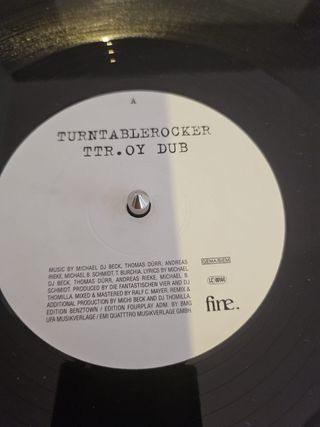 A
TURNTABLEROCKER
TTR.OY DUB
MUSIC BY MICHAEL DJ BECK, THOMAS DÜRR, ANDREAS
RIEKE, MICHAEL B. SCHMIDT, T. BURCHIA, LYRICS BY MICHAEL
DJ BECK, THOMAS DÜRR, ANDREAS RIEKE, MICHAEL B.
SCHMIDT. PRODUCED BY DIE FANTASTISCHEN VIER AND DJ
THOMILLA. MIXED & MASTERED BY RALF C. MAYER. REMIX &
ADDITIONAL PRODUCTION BY MICHI BECK AND DJ THOMILLA.
EDITION BENZTOWN / EDITION FOURPLAY ADM. BY BMG
UFA MUSIKVERLAGE / EMI QUATTTRO MUSIKVERLAGE GMBH.
GEMA/BIEM
LC
fine.